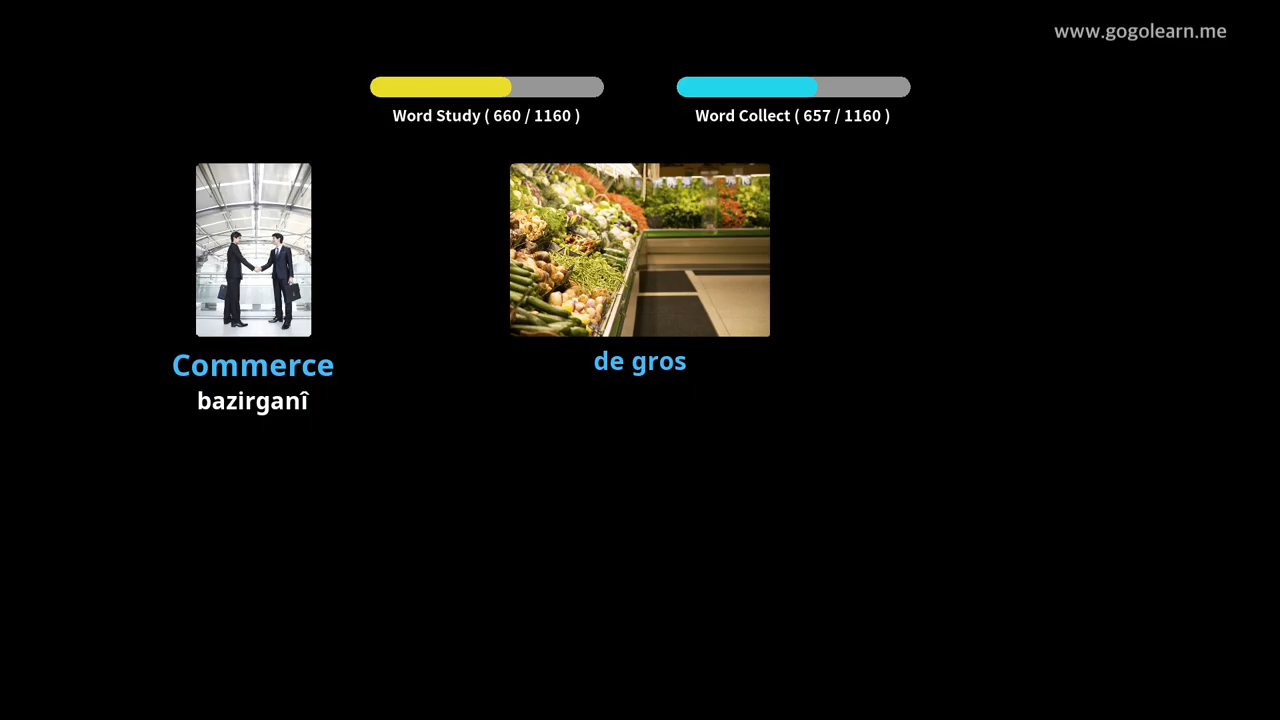 www.gogolearn.me
Word Study ( 660 / 1160 )
Word Collect ( 657 / 1160 )
Commerce
bazirganî
de gros